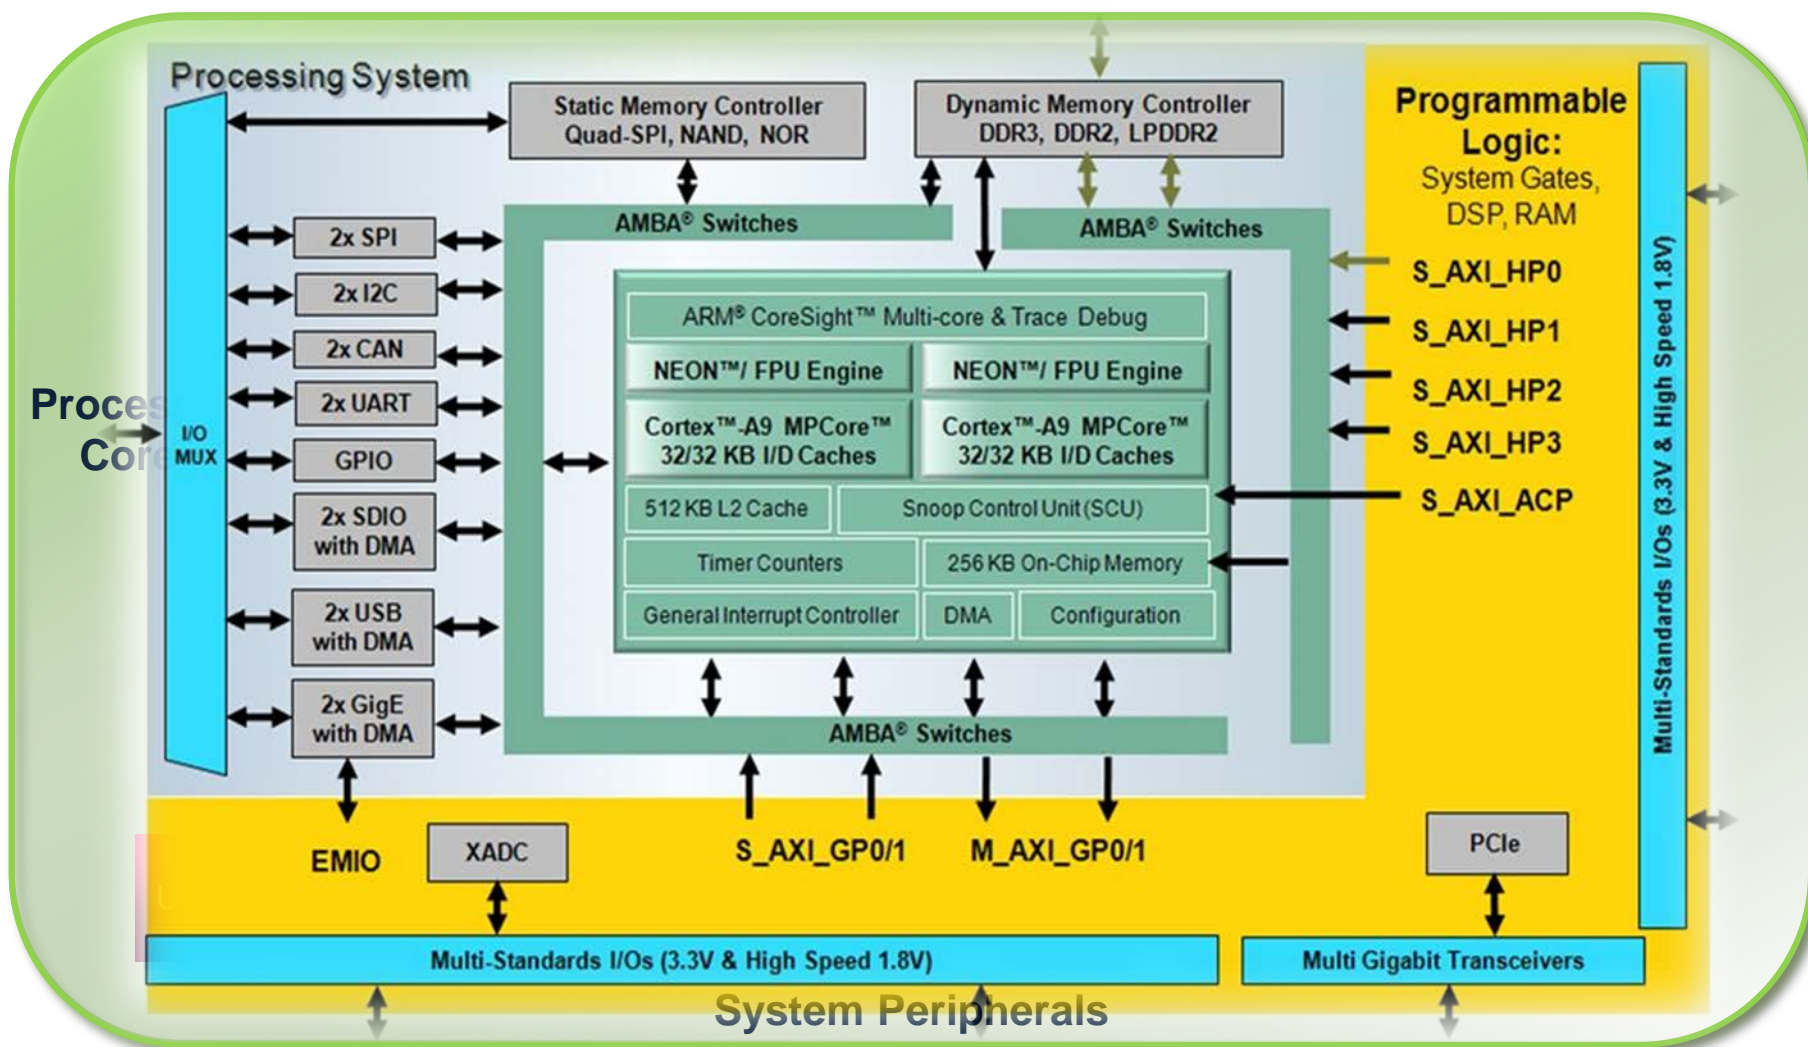 Processing System
Static Memory Controller
Quad-SPI, NAND, NOR
Dynamic Memory Controller
DDR3, DDR2, LPDDR2
Programmable
Logic:
System Gates,
DSP, RAM
AMBA® Switches
AMBA® Switches
2x SPI
2x I2C
2x CAN
2x UART
GPIO
2x SDIO
with DMA
2x USB
with DMA
2x GigE
with DMA
I/O
MUX
ARM® CoreSight™ Multi-core & Trace Debug
NEON™/ FPU Engine
NEON™/ FPU Engine
Cortex™-A9 MPCore™
32/32 KB I/D Caches
Cortex™-A9 MPCore™
32/32 KB I/D Caches
512 KB L2 Cache
Snoop Control Unit (SCU)
Timer Counters
256 KB On-Chip Memory
General Interrupt Controller
DMA
Configuration
AMBA® Switches
S_AXI_HP0
S_AXI_HP1
S_AXI_HP2
S_AXI_HP3
S_AXI_ACP
Multi-Standards I/Os (3.3V & High Speed 1.8V)
EMIO
XADC
S_AXI_GP0/1
M_AXI_GP0/1
PCIe
Multi-Standards I/Os (3.3V & High Speed 1.8V)
Multi Gigabit Transceivers
System Peripherals